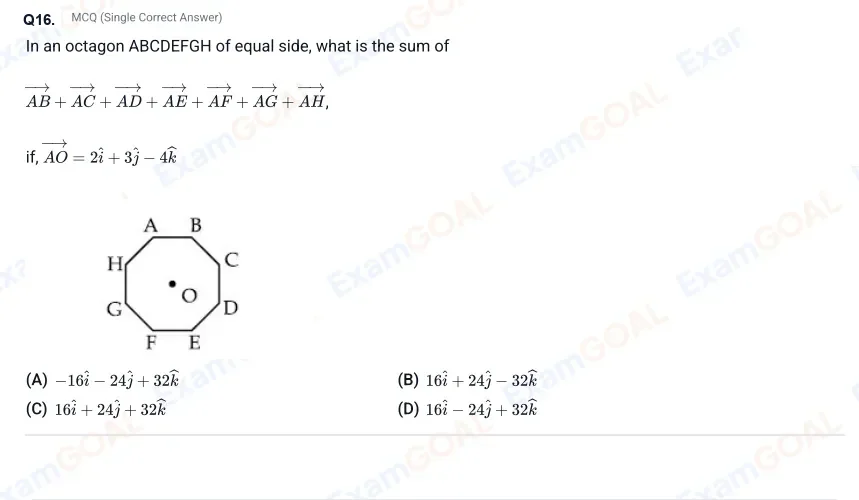 Q16. MCQ (Single Correct Answer)
In an octagon ABCDEFGH of equal side, what is the sum of
$\overrightarrow{AB} + \overrightarrow{AC} + \overrightarrow{AD} + \overrightarrow{AE} + \overrightarrow{AF} + \overrightarrow{AG} + \overrightarrow{AH},$
if, $\overrightarrow{AO} = 2\hat{i} + 3\hat{j} - 4\hat{k}$
A B
H C
O
G D
F E
(A) $-16\hat{i} - 24\hat{j} + 32\hat{k}$ (B) $16\hat{i} + 24\hat{j} - 32\hat{k}$
(C) $16\hat{i} + 24\hat{j} + 32\hat{k}$ (D) $16\hat{i} - 24\hat{j} + 32\hat{k}$
ExamGOAL